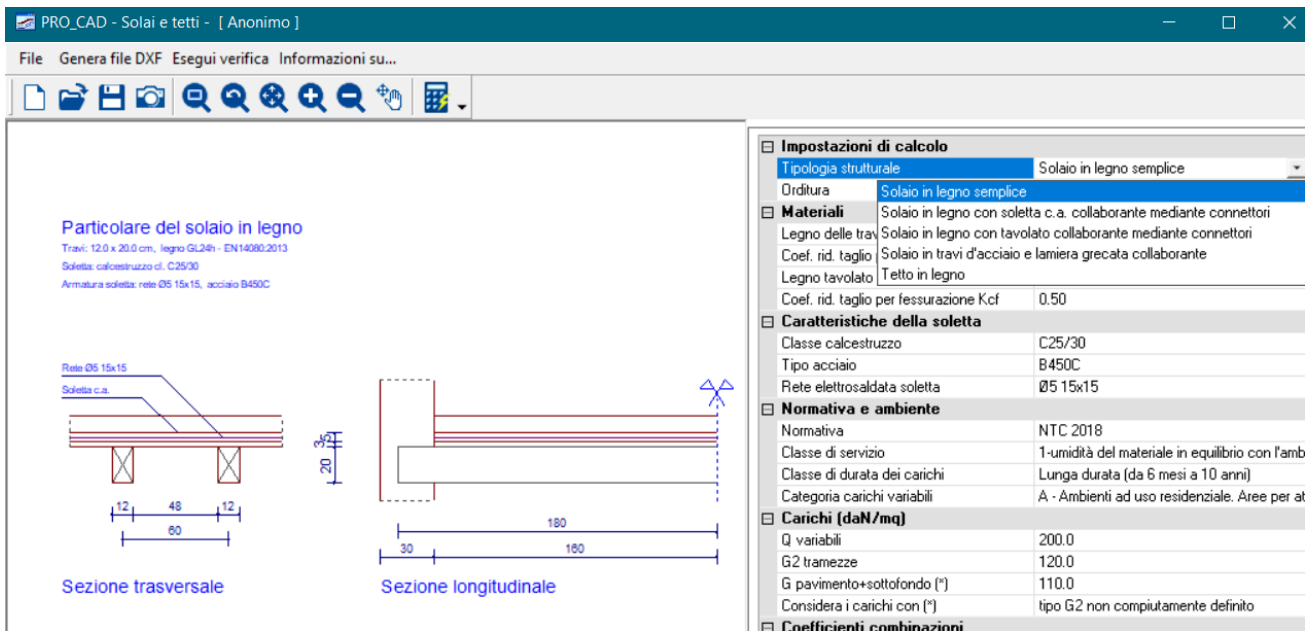 PRO_CAD - Solai e tetti - [ Anonimo ]
File Genera file DXF Esegui verifica Informazioni su...
Particolare del solaio in legno
Travi: 12.0 x 20.0 cm, legno GL24h - EN14080:2013
Soletta: calcestruzzo cl. C25/30
Armatura soletta: rete Ø5 15x15, acciaio B450C
Rete Ø5 15x15
Soletta c.a.
12 48 12
60
35
20
180
30 160
Sezione trasversale
Sezione longitudinale
Impostazioni di calcolo
Tipologia strutturale Solaio in legno semplice
Orditura Solaio in legno semplice
Materiali Solaio in legno con soletta c.a. collaborante mediante connettori
Legno delle trav Solaio in legno con tavolato collaborante mediante connettori
Coef. rid. taglio Solaio in travi d'acciaio e lamiera grecata collaborante
Legno tavolato Tetto in legno
Coef. rid. taglio per fessurazione Kcf 0.50
Caratteristiche della soletta
Classe calcestruzzo C25/30
Tipo acciaio B450C
Rete elettrosaldata soletta Ø5 15x15
Normativa e ambiente
Normativa NTC 2018
Classe di servizio 1-umidità del materiale in equilibrio con l'amb
Classe di durata dei carichi Lunga durata (da 6 mesi a 10 anni)
Categoria carichi variabili A - Ambienti ad uso residenziale. Aree per at
Carichi (daN/mq)
Q variabili 200.0
G2 tramezze 120.0
G pavimento+sottofondo (*) 110.0
Considera i carichi con (*) tipo G2 non compiutamente definito
Coefficienti combinazioni